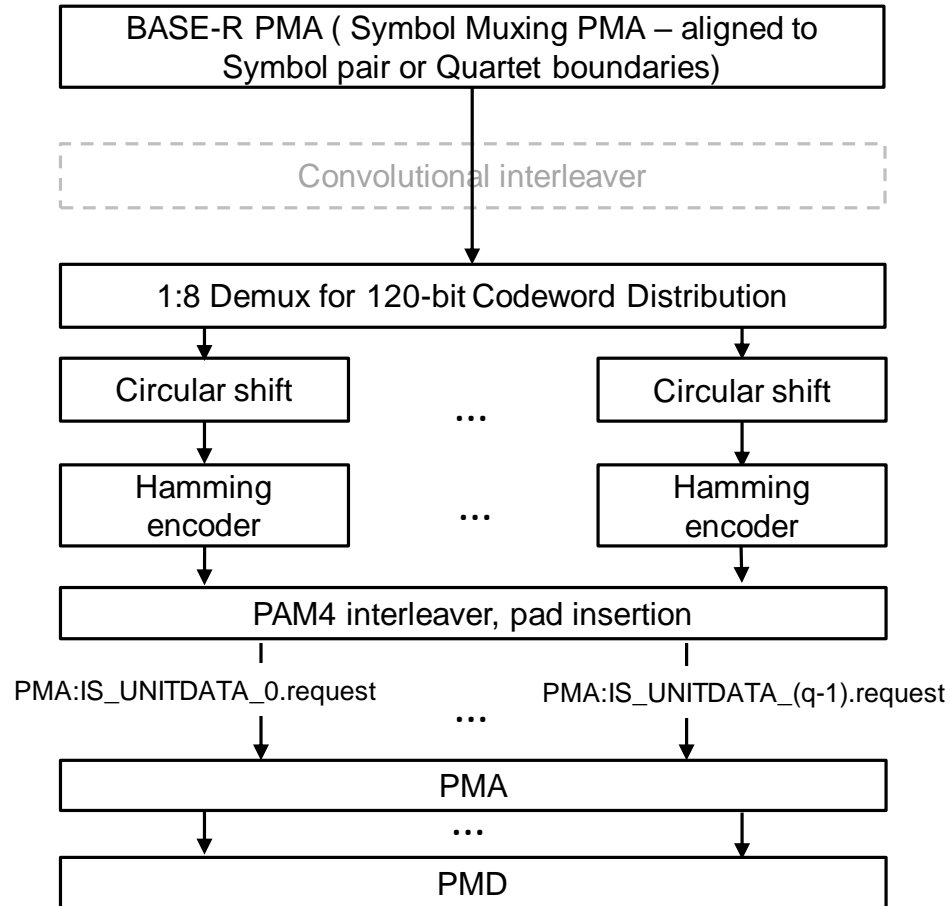 BASE-R PMA ( Symbol Muxing PMA – aligned to
Symbol pair or Quartet boundaries)
Convolutional interleaver
1:8 Demux for 120-bit Codeword Distribution
Circular shift
...
Circular shift
Hamming
encoder
...
Hamming
encoder
PAM4 interleaver, pad insertion
PMA:IS_UNITDATA_0.request
...
PMA:IS_UNITDATA_(q-1).request
PMA
...
PMD